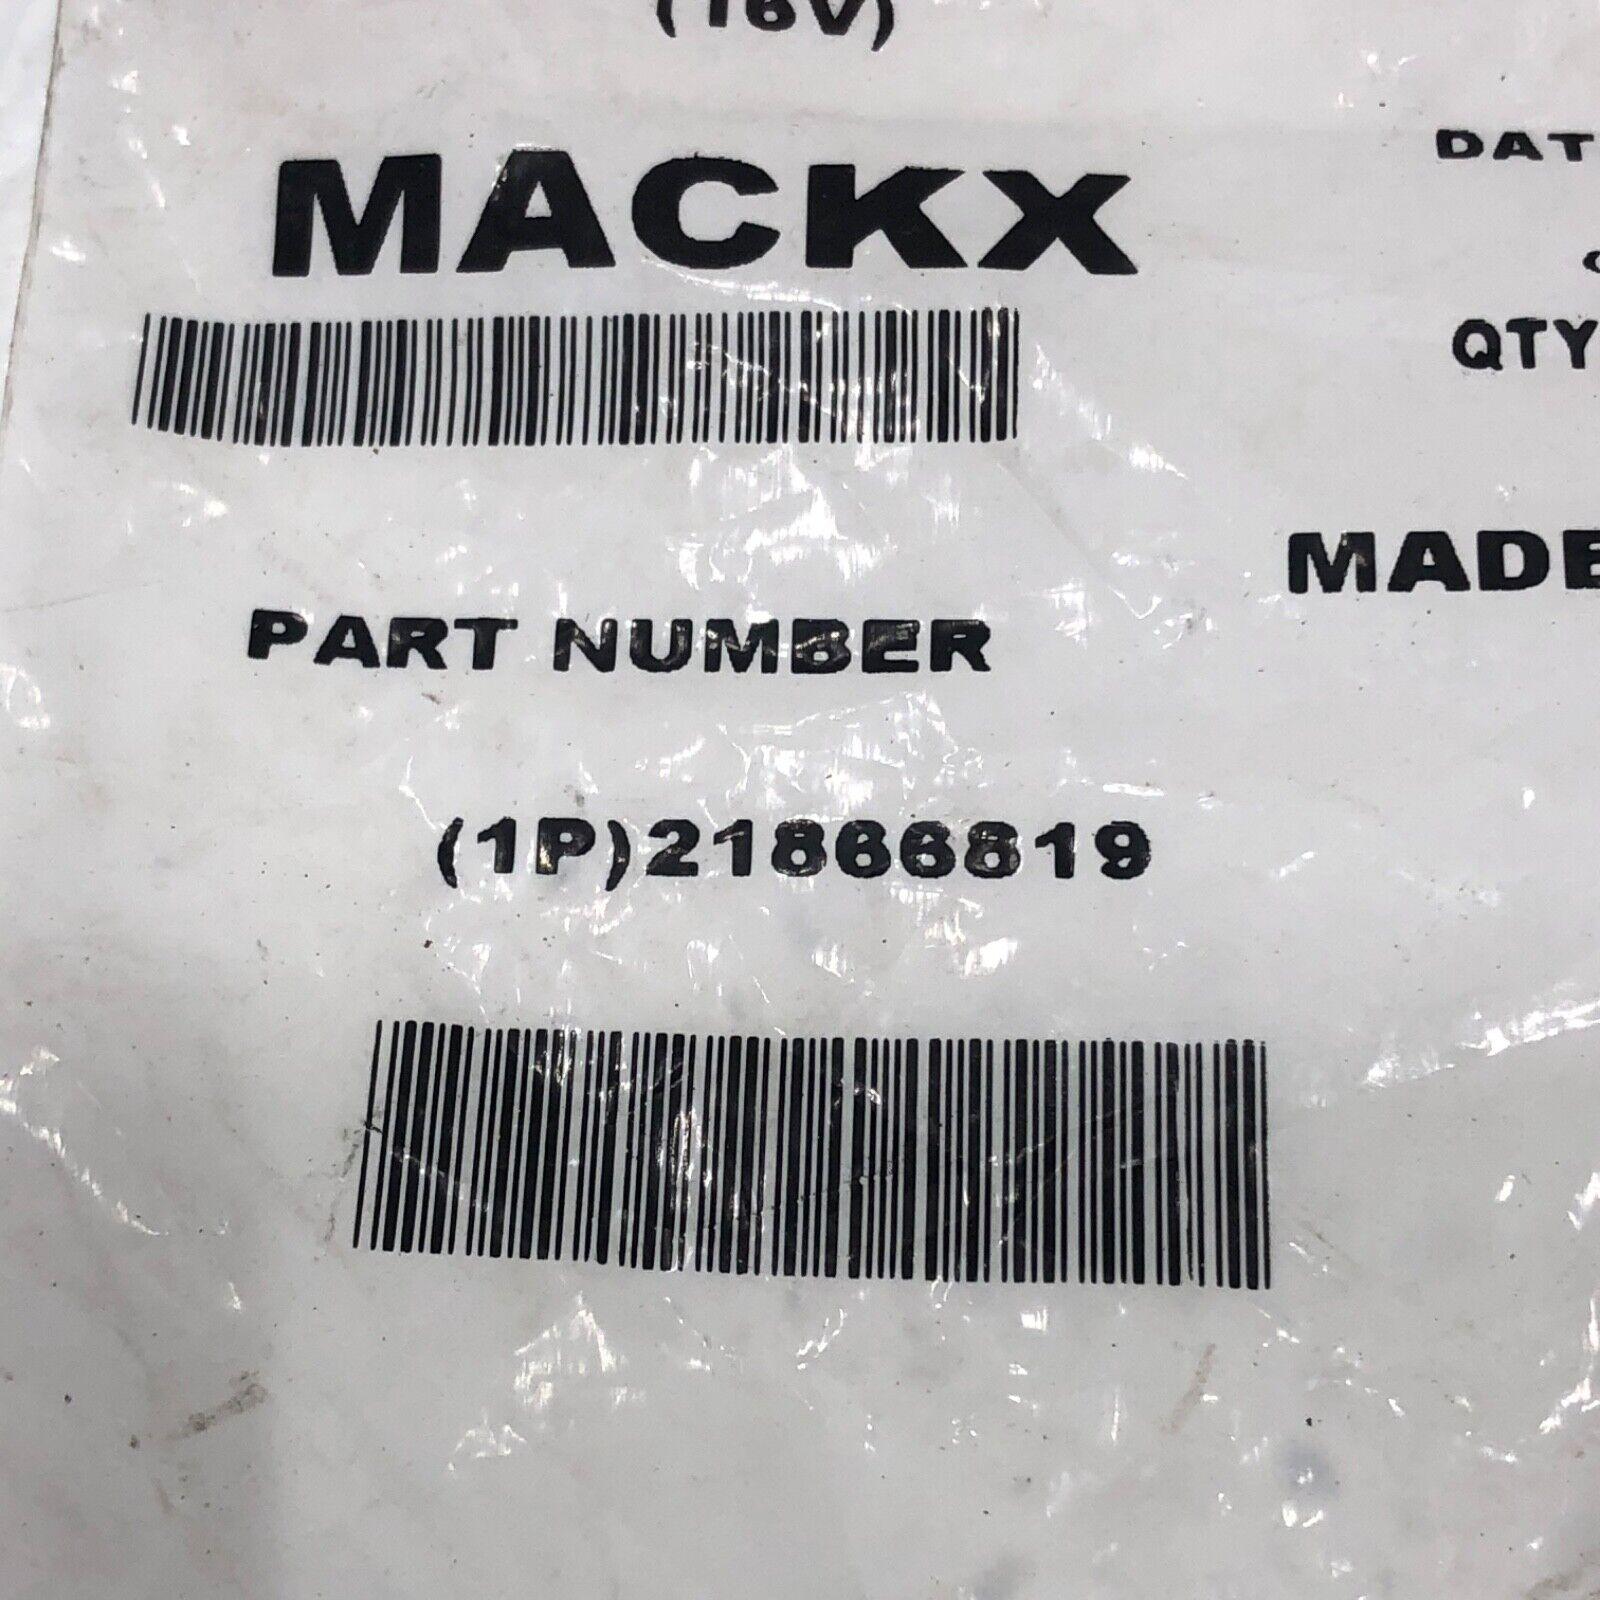 (16V)
MACKX
DAT
QTY
MADE
PART NUMBER
(1P)21866819